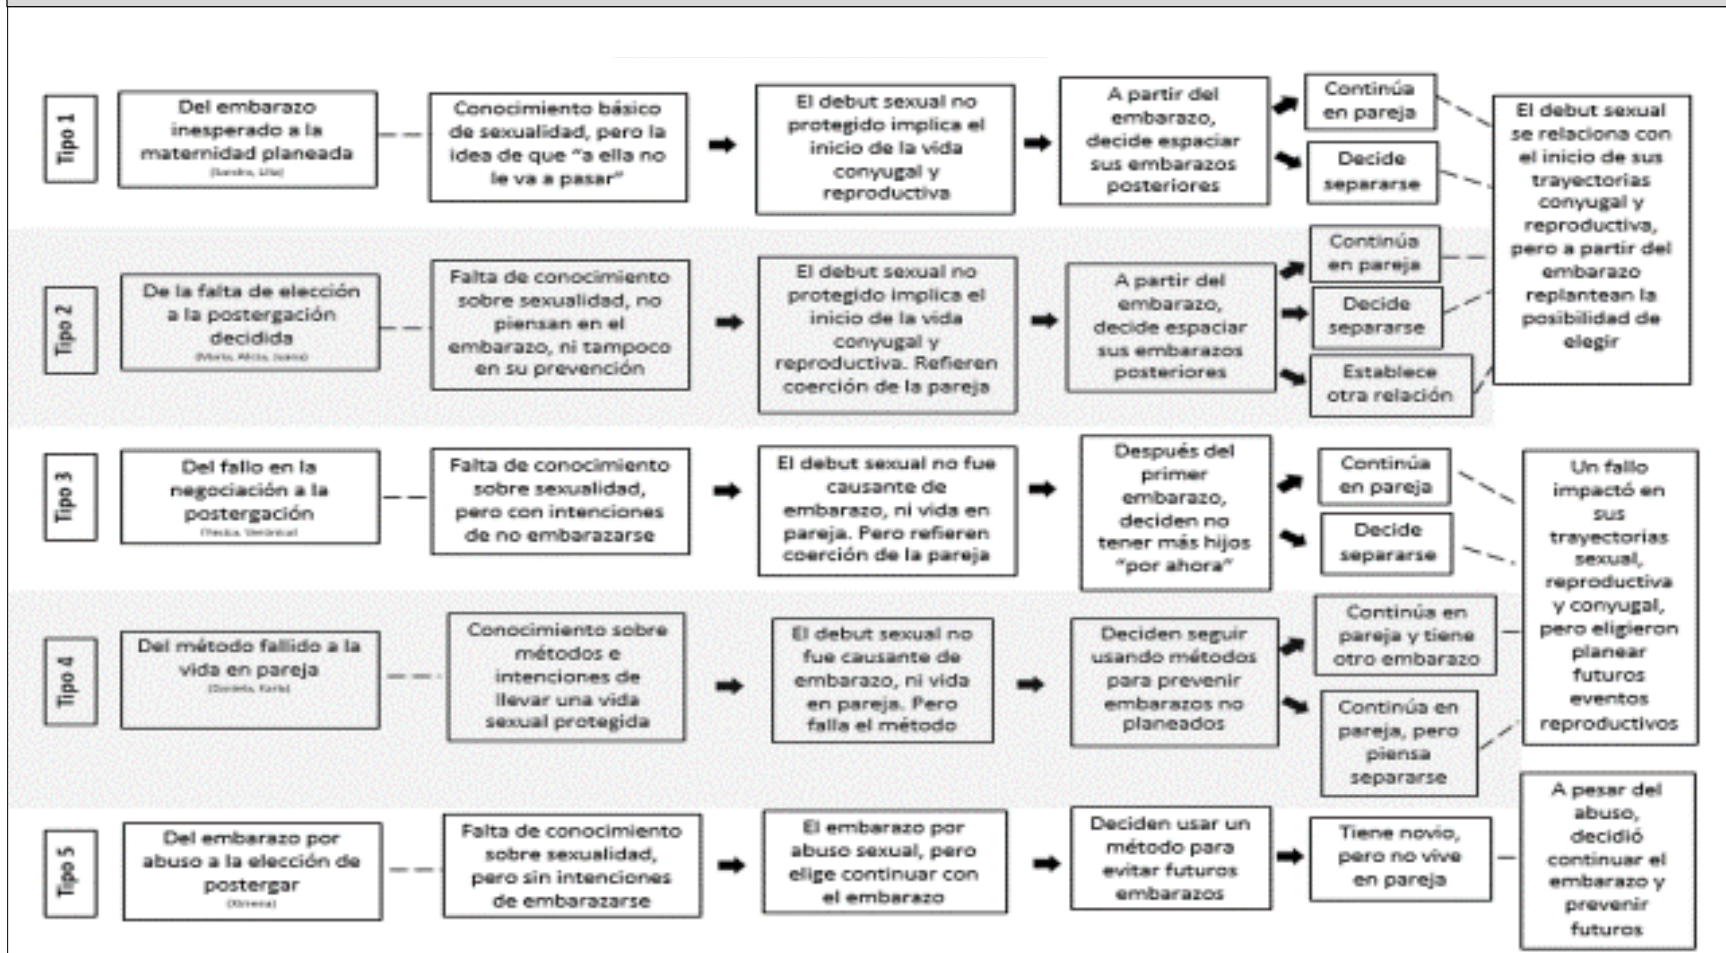 Tipo 1
Del embarazo
inesperado a la
maternidad planeada
(Sandra, Lilia)
Conocimiento básico
de sexualidad, pero la
idea de que "a ella no
le va a pasar"
El debut sexual no
protegido implica el
inicio de la vida
conyugal y
reproductiva
A partir del
embarazo,
decide espaciar
sus embarazos
posteriores
Continúa
en pareja
Decide
separarse
El debut sexual
se relaciona con
el inicio de sus
trayectorias
conyugal y
reproductiva,
pero a partir del
embarazo
replantean la
posibilidad de
elegir
Tipo 2
De la falta de elección
a la postergación
decidida
Falta de conocimiento
sobre sexualidad, no
piensan en el
embarazo, ni tampoco
en su prevención
El debut sexual no
protegido implica el
inicio de la vida
conyugal y
reproductiva. Refieren
coerción de la pareja
A partir del
embarazo,
decide espaciar
sus embarazos
posteriores
Continúa
en pareja
Decide
separarse
Establece
otra relación
Tipo 3
Del fallo en la
negociación a la
postergación
Falta de conocimiento
sobre sexualidad,
pero con intenciones
de no embarazarse
El debut sexual no fue
causante de
embarazo, ni vida en
pareja. Pero refieren
coerción de la pareja
Después del
primer
embarazo,
deciden no
tener más hijos
"por ahora"
Continúa
en pareja
Decide
separarse
Un fallo
impactó en
sus
trayectorias
sexual,
reproductiva
y conyugal,
pero eligieron
planear
futuros
eventos
reproductivos
Tipo 4
Del método fallido a la
vida en pareja
(Daniela, Karla)
Conocimiento sobre
métodos e
intenciones de
llevar una vida
sexual protegida
El debut sexual no
fue causante de
embarazo, ni vida
en pareja. Pero
falla el método
Deciden seguir
usando métodos
para prevenir
embarazos no
planeados
Continúa en
pareja y tiene
otro embarazo
Continúa en
pareja, pero
piensa
separarse
Tipo 5
Del embarazo por
abuso a la elección de
postergar
(Ximena)
Falta de conocimiento
sobre sexualidad,
pero sin intenciones
de embarazarse
El embarazo por
abuso sexual, pero
elige continuar con
el embarazo
Deciden usar un
método para
evitar futuros
embarazos
Tiene novio,
pero no vive
en pareja
A pesar del
abuso,
decidió
continuar el
embarazo y
prevenir
futuros